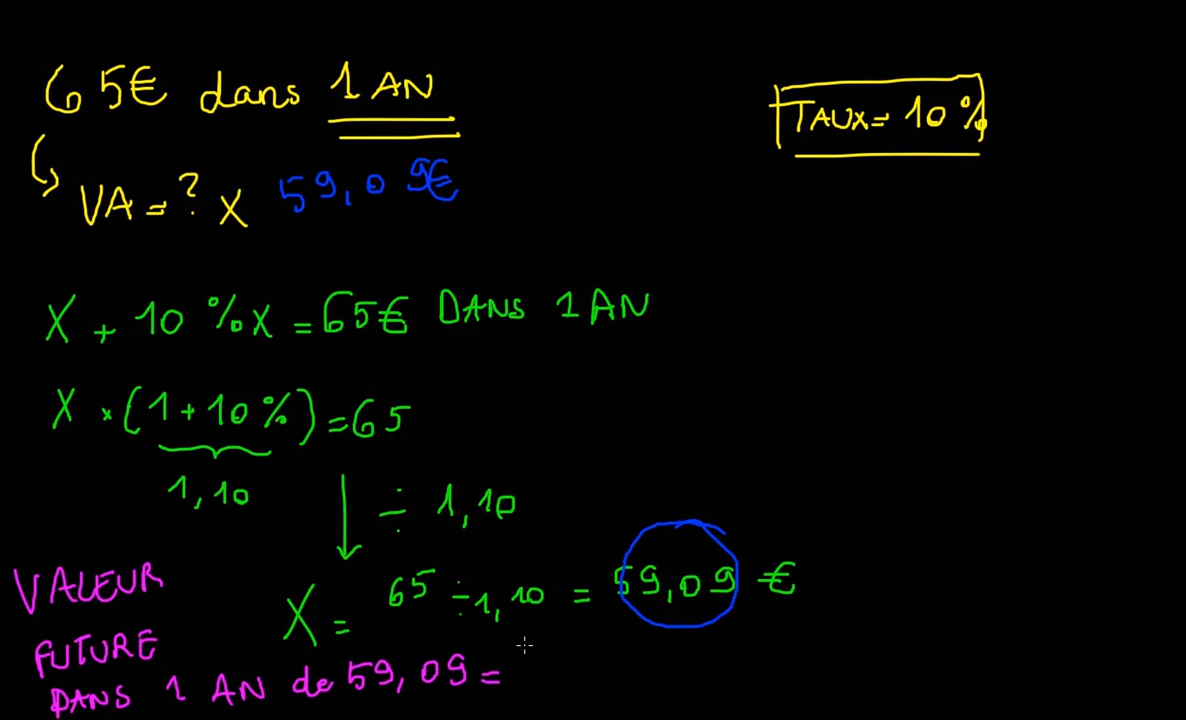 65€ dans 1 AN
TAUX= 10 %
VA = ? X 59,09€
X + 10 % X = 65€ DANS 1 AN
X × (1 + 10 %) = 65
1,10
÷ 1,10
X = 65 ÷ 1,10 = 59,09 €
VALEUR
FUTURE
DANS 1 AN de 59,09 =